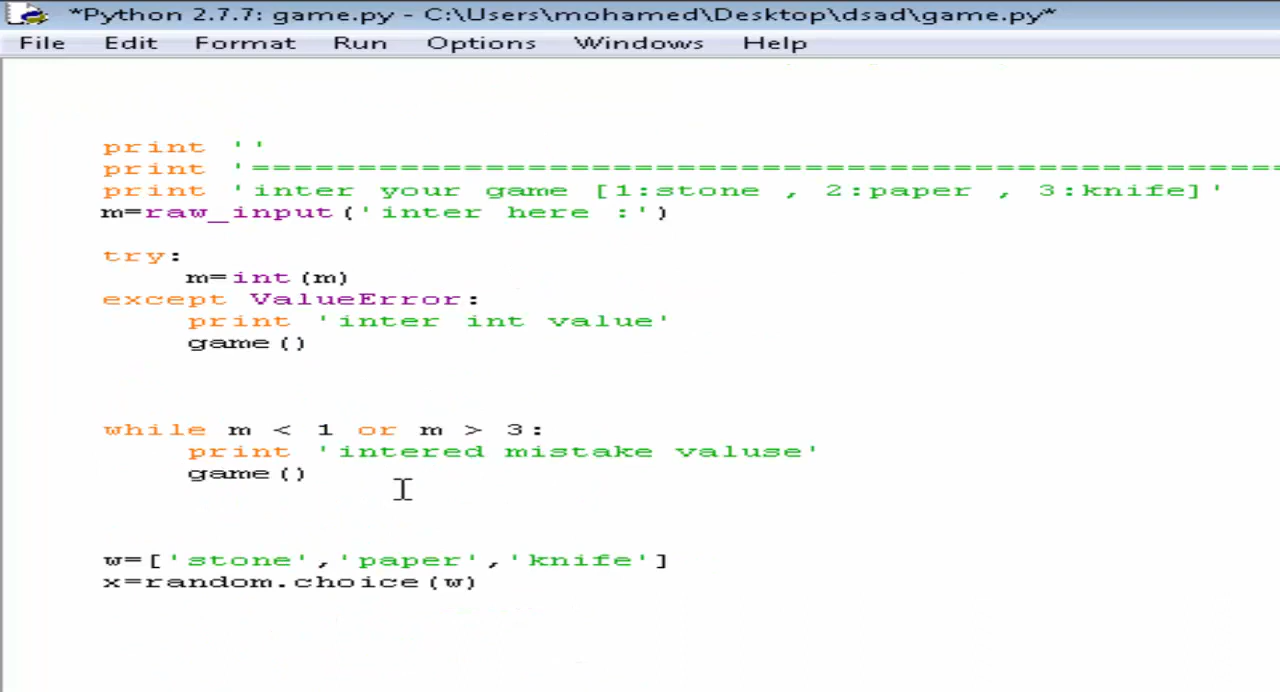 *Python 2.7.7: game.py - C:\Users\mohamed\Desktop\dsad\game.py*
File Edit Format Run Options Windows Help
print ''
print '=================================================
print 'inter your game [1:stone , 2:paper , 3:knife]'
m=raw_input('inter here :')
try:
m=int(m)
except ValueError:
print 'inter int value'
game()
while m < 1 or m > 3:
print 'intered mistake valuse'
game()
w=['stone','paper','knife']
x=random.choice(w)